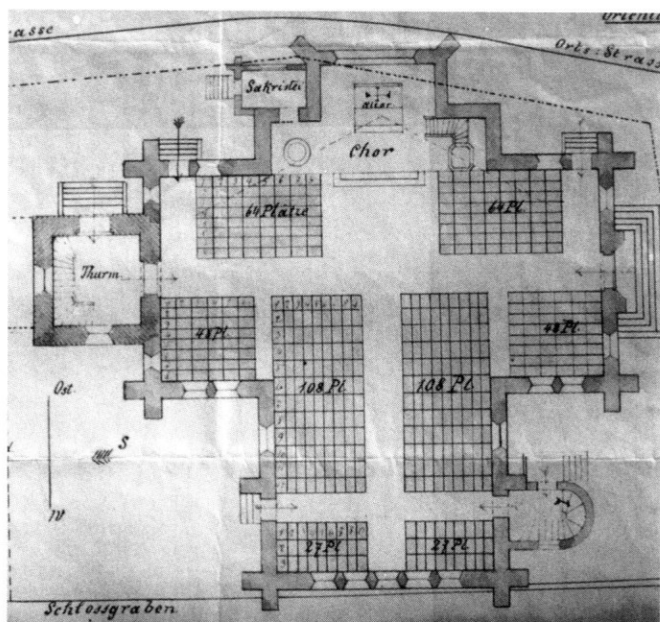 rasse
Orts: Strass
Sakristei
Altar
Chor
64 Plätze
64 Pl.
Thurm
48 Pl.
48 Pl.
108 Pl.
108 Pl.
Ost.
S
W
27 Pl.
27 Pl.
Schlossgraben